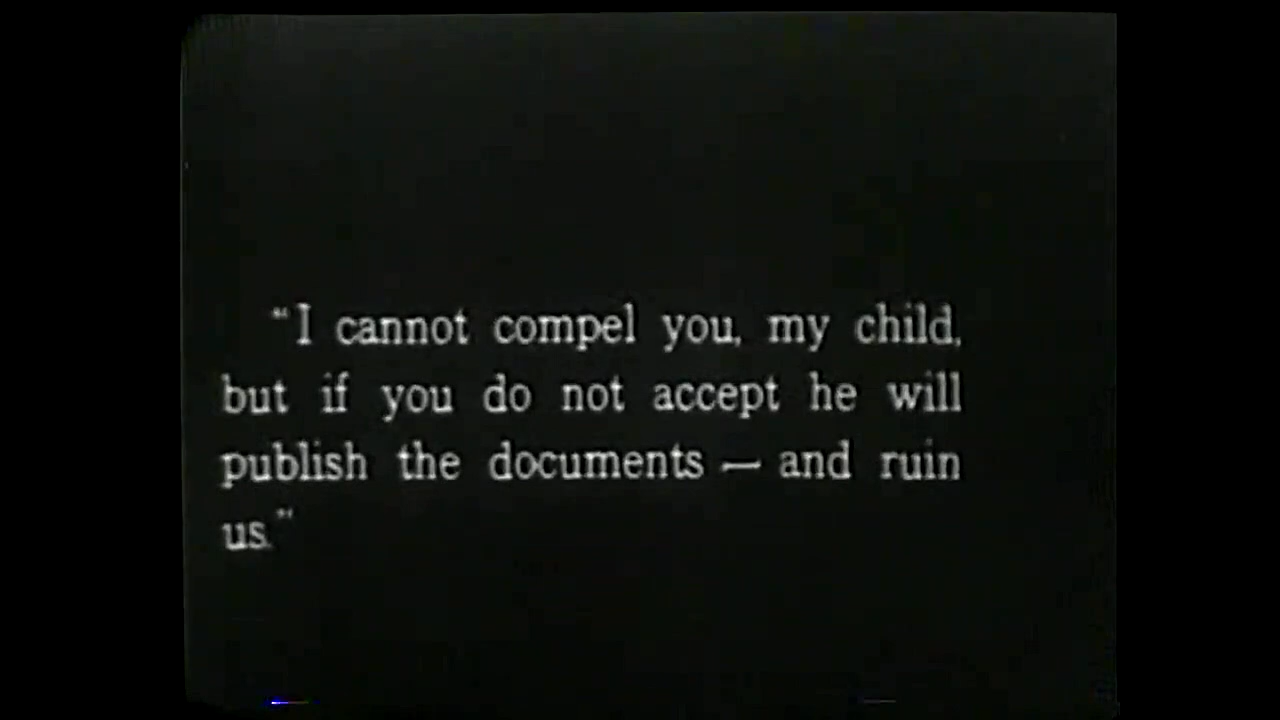 "I cannot compel you, my child,
but if you do not accept he will
publish the documents — and ruin
us."